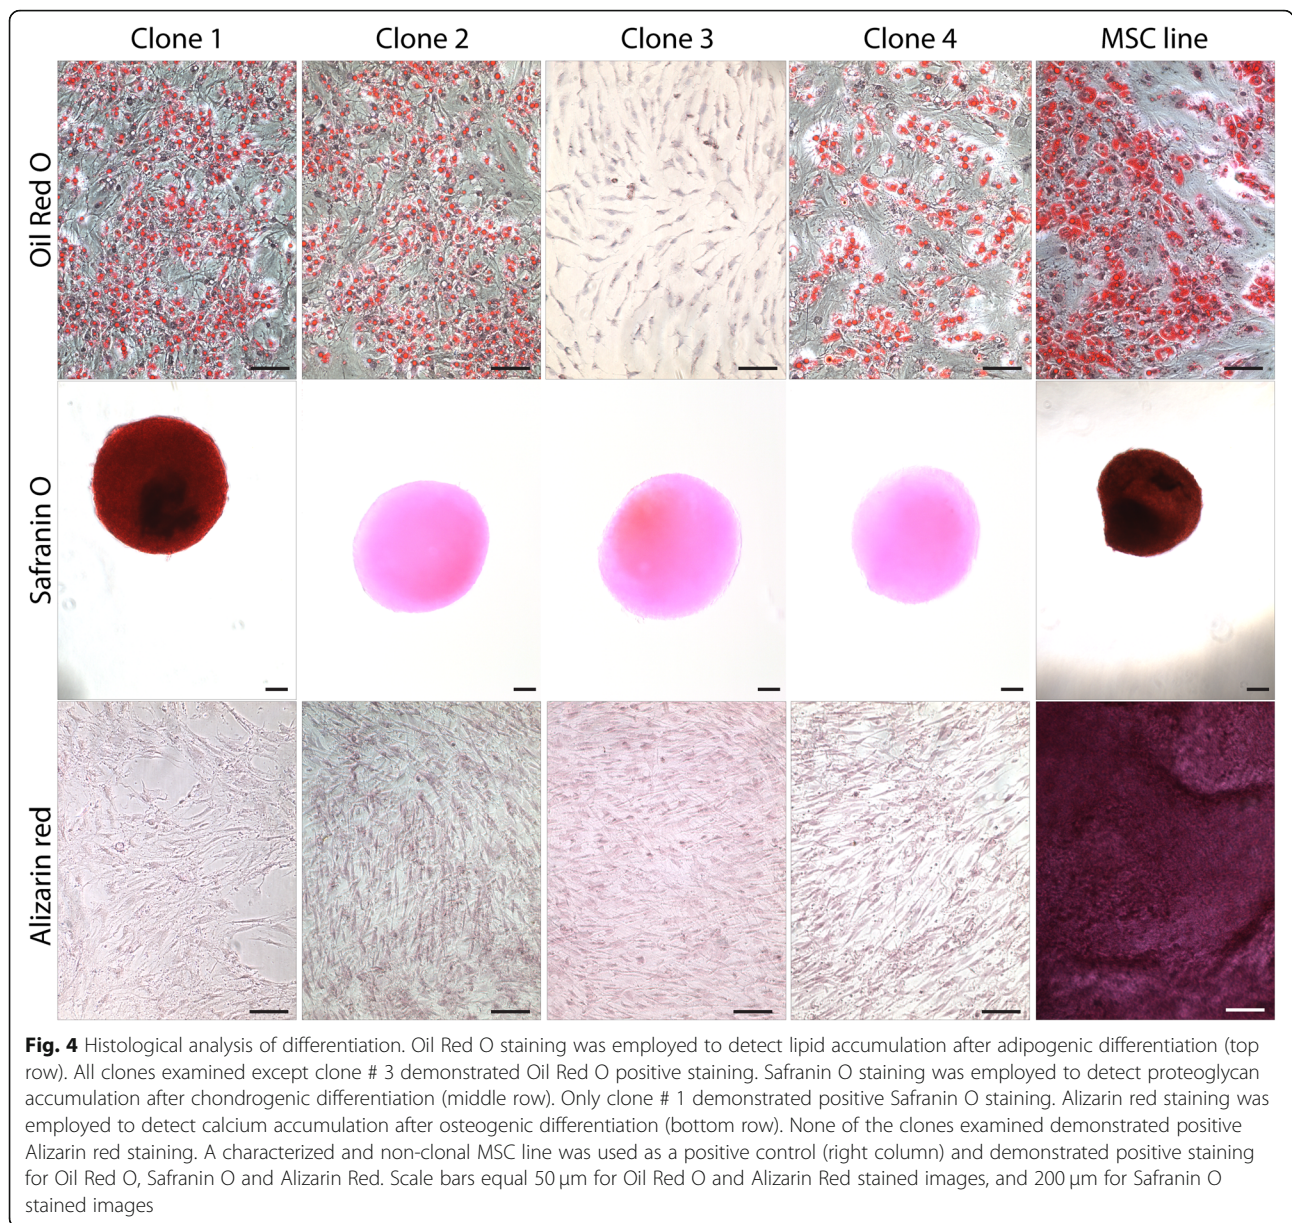 Clone 1 Clone 2 Clone 3 Clone 4 MSC line
Oil Red O
Safranin O
Alizarin red
Fig. 4 Histological analysis of differentiation. Oil Red O staining was employed to detect lipid accumulation after adipogenic differentiation (top
row). All clones examined except clone # 3 demonstrated Oil Red O positive staining. Safranin O staining was employed to detect proteoglycan
accumulation after chondrogenic differentiation (middle row). Only clone # 1 demonstrated positive Safranin O staining. Alizarin red staining was
employed to detect calcium accumulation after osteogenic differentiation (bottom row). None of the clones examined demonstrated positive
Alizarin red staining. A characterized and non-clonal MSC line was used as a positive control (right column) and demonstrated positive staining
for Oil Red O, Safranin O and Alizarin Red. Scale bars equal 50 μm for Oil Red O and Alizarin Red stained images, and 200 μm for Safranin O
stained images